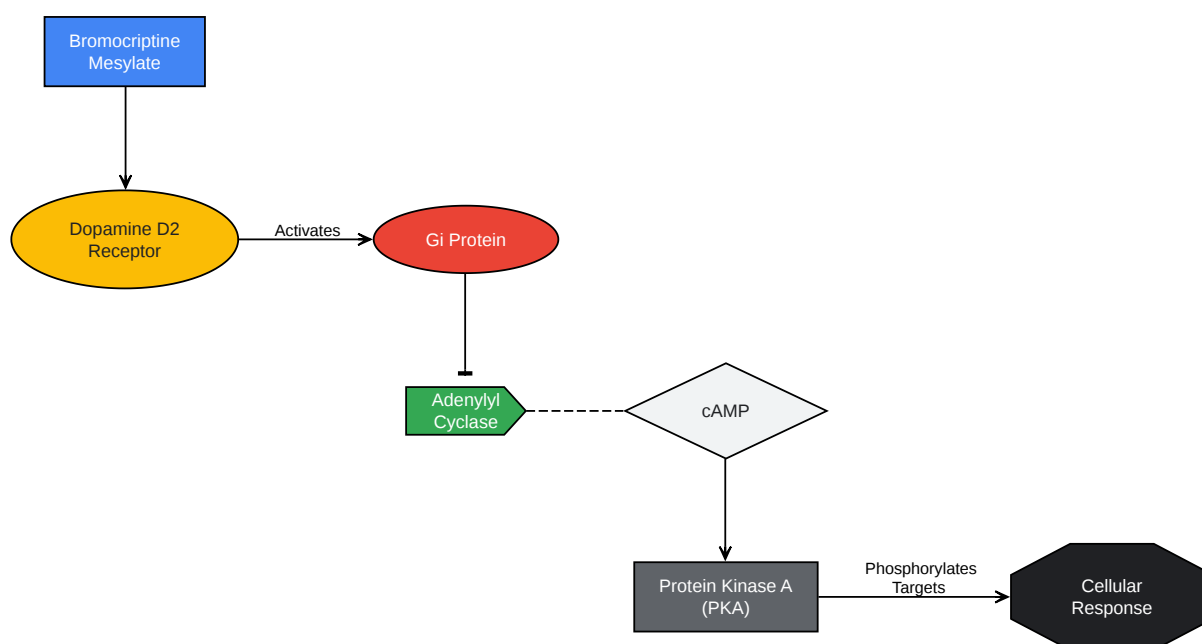 Bromocriptine
Mesylate
Dopamine D2
Receptor
Activates
Gi Protein
Adenylyl
Cyclase
cAMP
Protein Kinase A
(PKA)
Phosphorylates
Targets
Cellular
Response